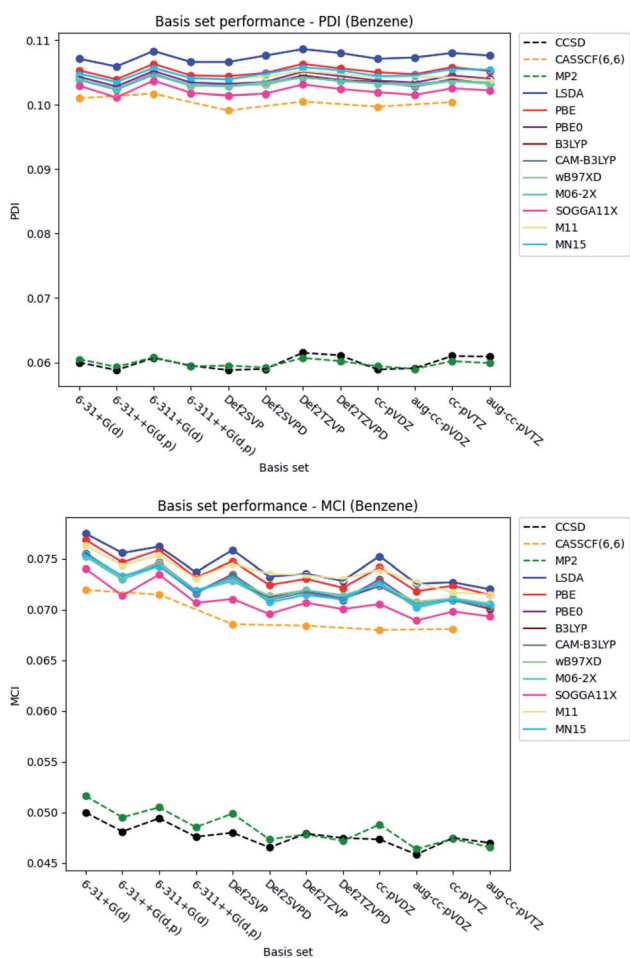 Basis set performance - PDI (Benzene)
0.11
0.10
0.09
0.08
0.07
0.06
PDI
6-31+G(d)
6-31++G(d,p)
6-311+G(d)
6-311++G(d,p)
Def2SVP
Def2SVPD
Def2TZVP
Def2TZVPD
cc-pVDZ
aug-cc-pVDZ
cc-pVTZ
aug-cc-pVTZ
Basis set
CCSD
CASSCF(6,6)
MP2
LSDA
PBE
PBE0
B3LYP
CAM-B3LYP
wB97XD
M06-2X
SOGGA11X
M11
MN15
Basis set performance - MCI (Benzene)
0.075
0.070
0.065
0.060
0.055
0.050
0.045
MCI
6-31+G(d)
6-31++G(d,p)
6-311+G(d)
6-311++G(d,p)
Def2SVP
Def2SVPD
Def2TZVP
Def2TZVPD
cc-pVDZ
aug-cc-pVDZ
cc-pVTZ
aug-cc-pVTZ
Basis set
CCSD
CASSCF(6,6)
MP2
LSDA
PBE
PBE0
B3LYP
CAM-B3LYP
wB97XD
M06-2X
SOGGA11X
M11
MN15